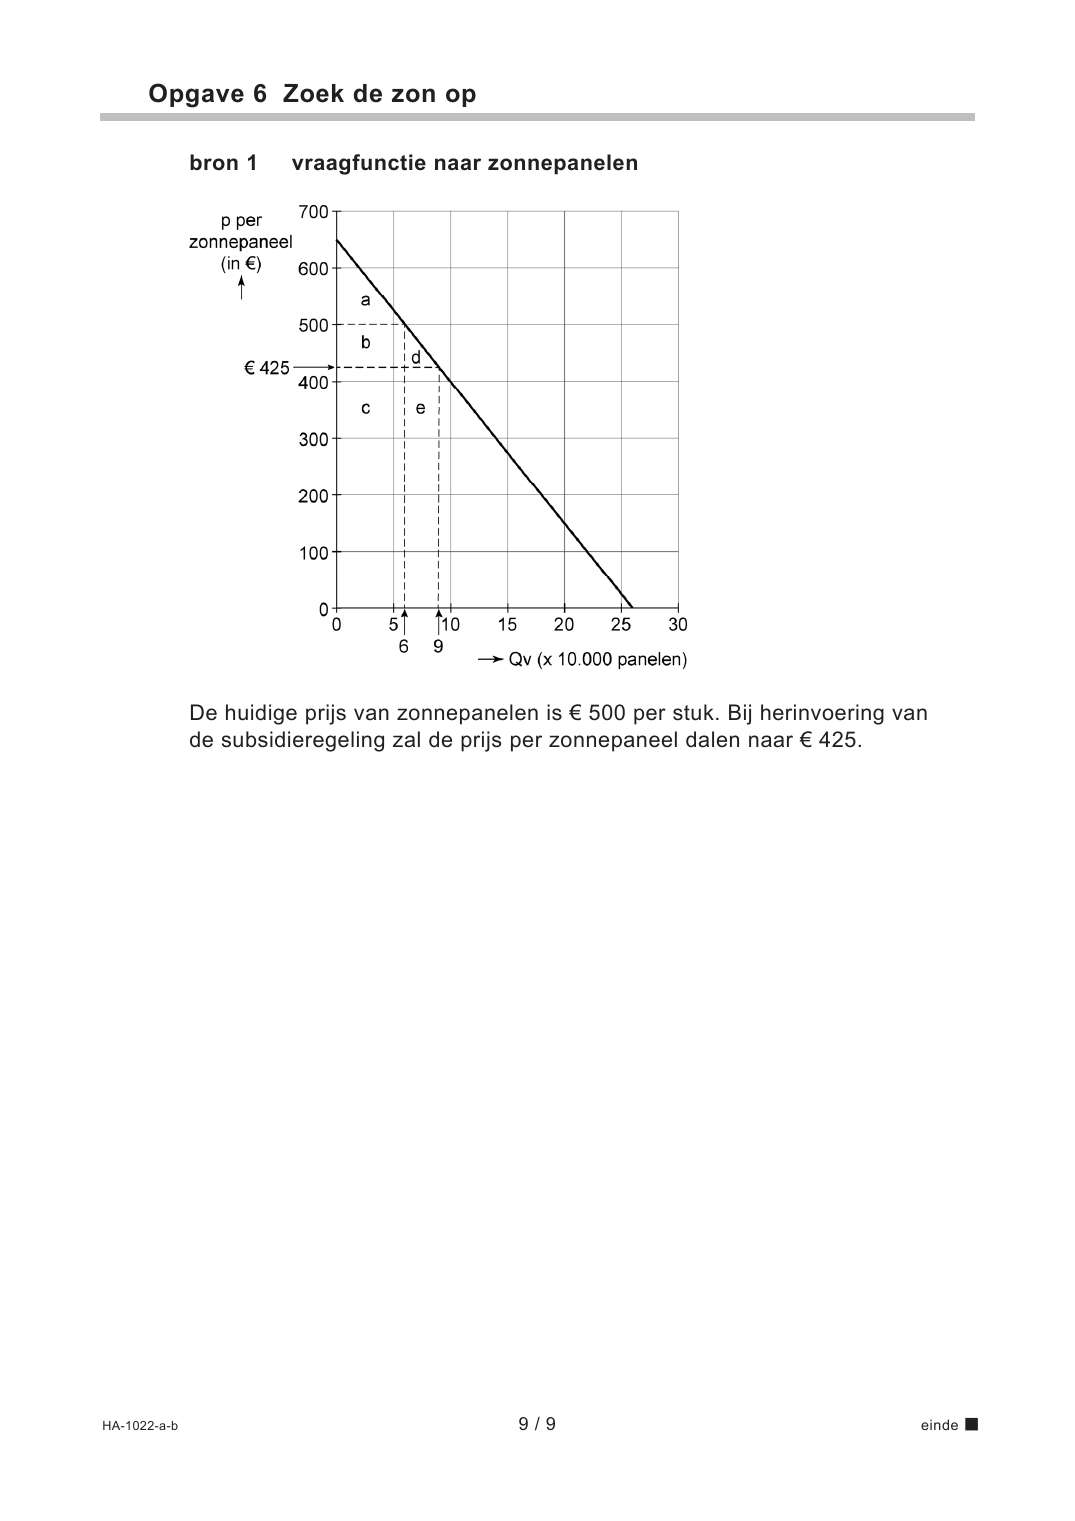 Opgave 6 Zoek de zon op
bron 1 vraagfunctie naar zonnepanelen
p per
zonnepaneel
(in €)
700
600
500
€ 425
400
300
200
100
0
a
b
d
c
e
0 5 10 15 20 25 30
6 9
Qv (x 10.000 panelen)
De huidige prijs van zonnepanelen is € 500 per stuk. Bij herinvoering van
de subsidieregeling zal de prijs per zonnepaneel dalen naar € 425.
HA-1022-a-b 9 / 9 einde